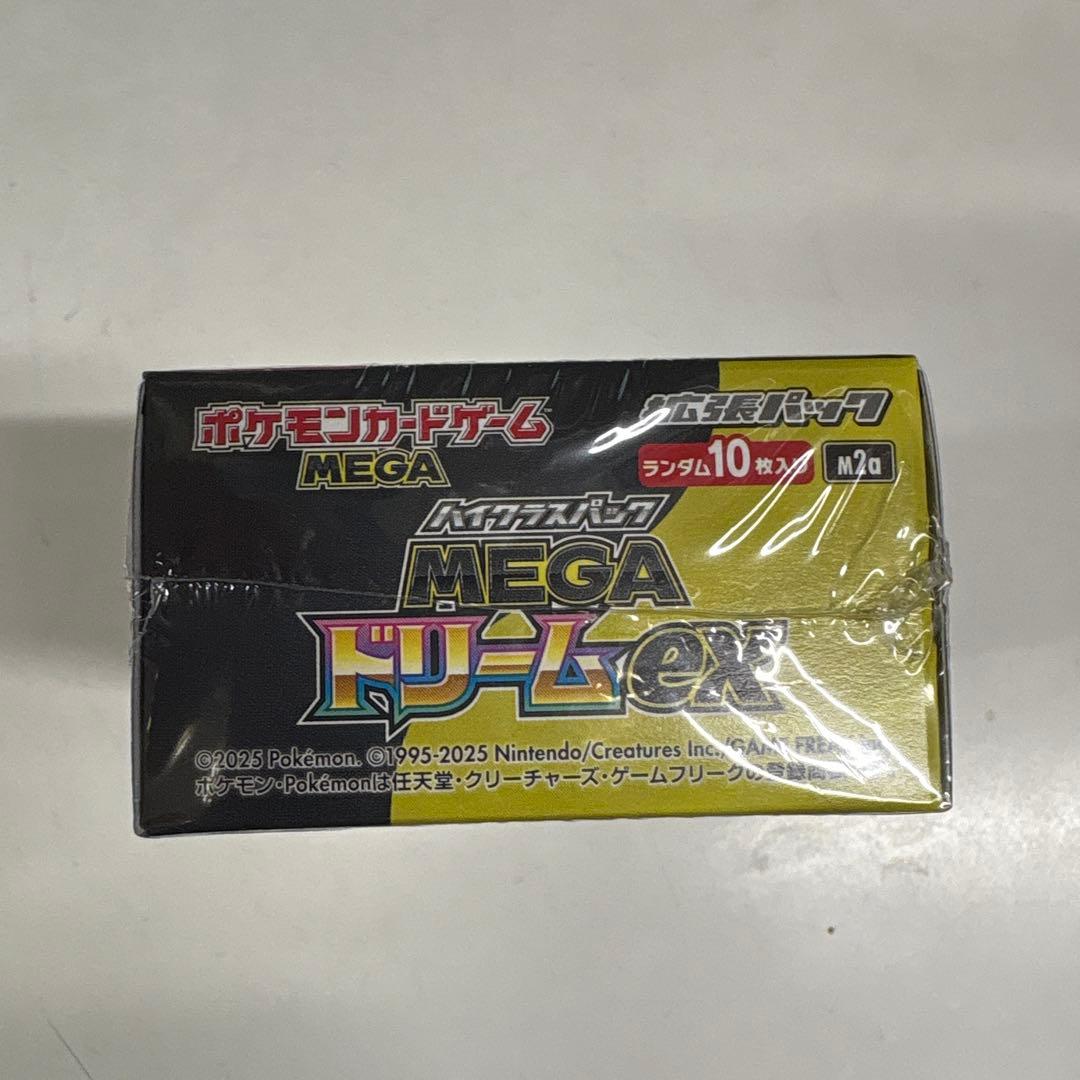 ポケモンカードゲーム
MEGA
拡張パック
ランダム10枚入り
M2a
ハイクラスパック
MEGA
ドリームex
©2025 Pokémon. ©1995-2025 Nintendo/Creatures Inc./GAME FREAK inc.
ポケモン・Pokémonは任天堂・クリーチャーズ・ゲームフリークの登録商標